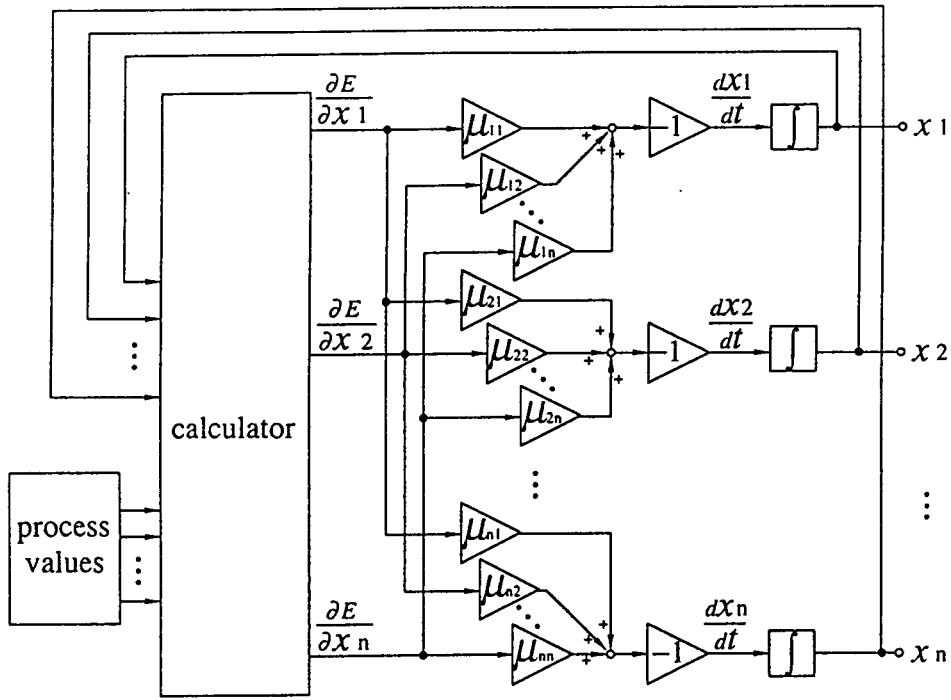 ∂E/∂x1
μ11
−1
dx1/dt
∫
x1
μ12
μ1n
μ21
∂E/∂x2
μ22
−1
dx2/dt
∫
x2
μ2n
calculator
process
values
μn1
μn2
∂E/∂xn
μnn
−1
dxn/dt
∫
xn